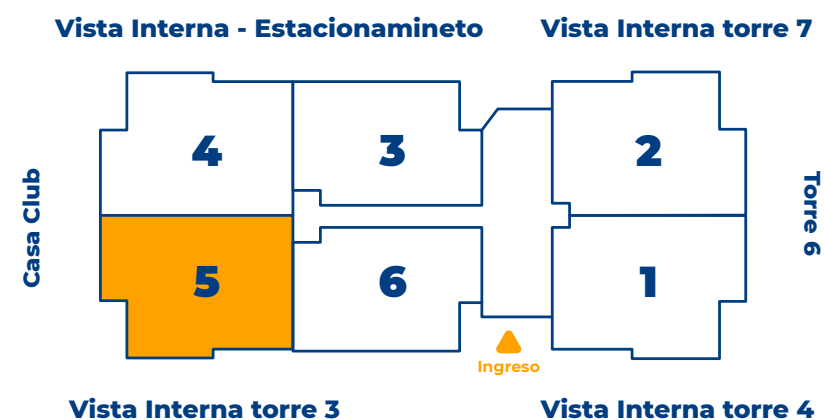 Vista Interna - Estacionamineto
Vista Interna torre 7
4
3
2
Casa Club
Torre 6
5
6
1
Ingreso
Vista Interna torre 3
Vista Interna torre 4